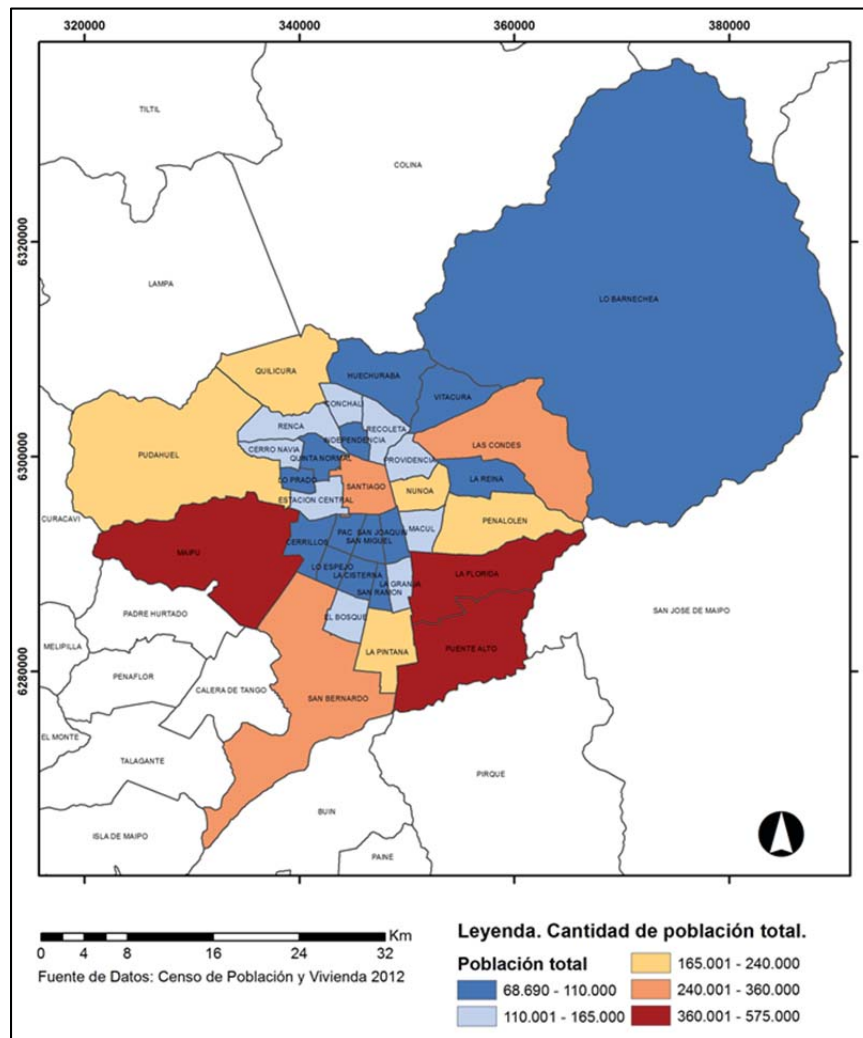 320000 340000 360000 380000
TILTIL
COLINA
6320000
LAMPA
LO BARNECHEA
QUILICURA
HUECHURABA
VITACURA
CONCHALI
RENCA
RECOLETA
INDEPENDENCIA
LAS CONDES
PUDAHUEL
CERRO NAVIA
PROVIDENCIA
6300000
QUINTA NORMAL
LO PRADO
LA REINA
SANTIAGO
NUNOA
ESTACION CENTRAL
CURACAVI
PENALOLEN
PAC
SAN JOAQUIN
MACUL
CERRILLOS
SAN MIGUEL
MAIPU
LO ESPEJO
LA CISTERNA
LA GRANJA
LA FLORIDA
SAN RAMON
PADRE HURTADO
EL BOSQUE
SAN JOSE DE MAIPO
MELIPILLA
LA PINTANA
PUENTE ALTO
PENAFLOR
6280000
CALERA DE TANGO
SAN BERNARDO
EL MONTE
TALAGANTE
PIRQUE
BUIN
ISLA DE MAIPO
PAINE
Km
0 4 8 16 24 32
Fuente de Datos: Censo de Población y Vivienda 2012
Leyenda. Cantidad de población total.
Población total
68.690 - 110.000
110.001 - 165.000
165.001 - 240.000
240.001 - 360.000
360.001 - 575.000